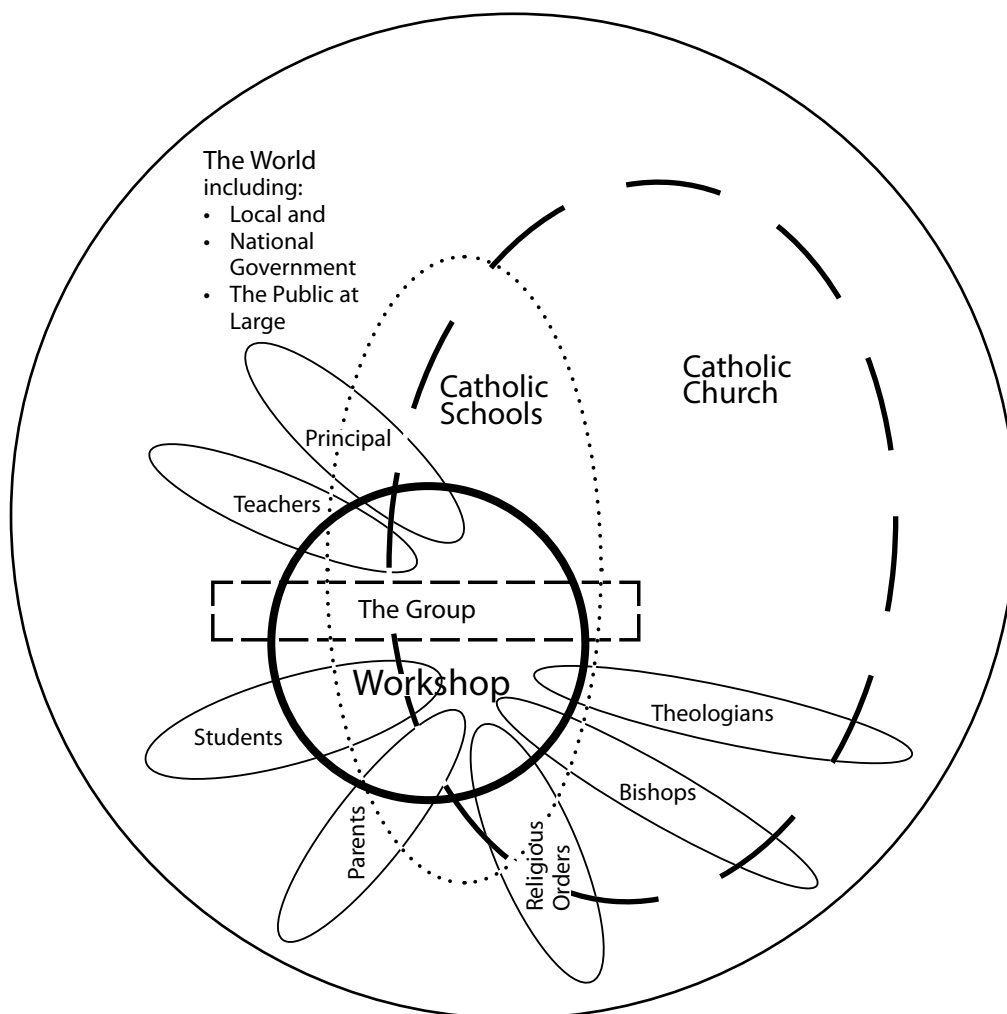 The World
including:
• Local and
• National
Government
• The Public at
Large
Catholic
Schools
Catholic
Church
Principal
Teachers
The Group
Workshop
Students
Theologians
Bishops
Parents
Religious
Orders